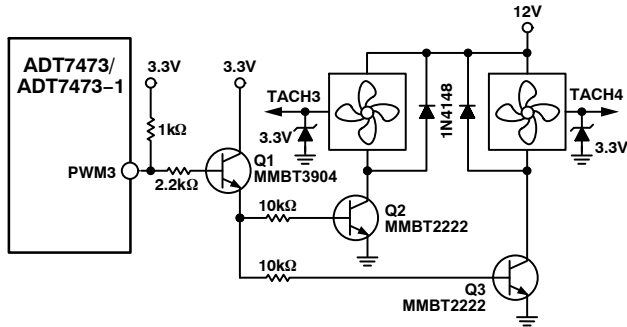 12V
ADT7473/
ADT7473–1
3.3V
3.3V
TACH3
1N4148
TACH4
1kΩ
3.3V
3.3V
PWM3
2.2kΩ
Q1
MMBT3904
10kΩ
Q2
MMBT2222
10kΩ
Q3
MMBT2222